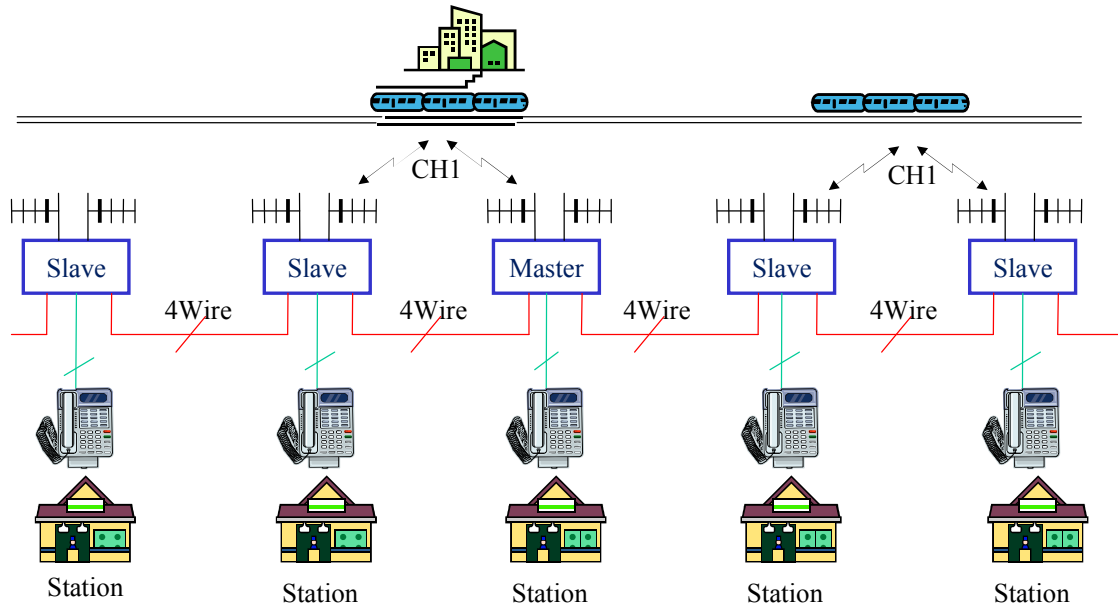 CH1
CH1
Slave
Slave
Master
Slave
Slave
4Wire
4Wire
4Wire
4Wire
Station
Station
Station
Station
Station